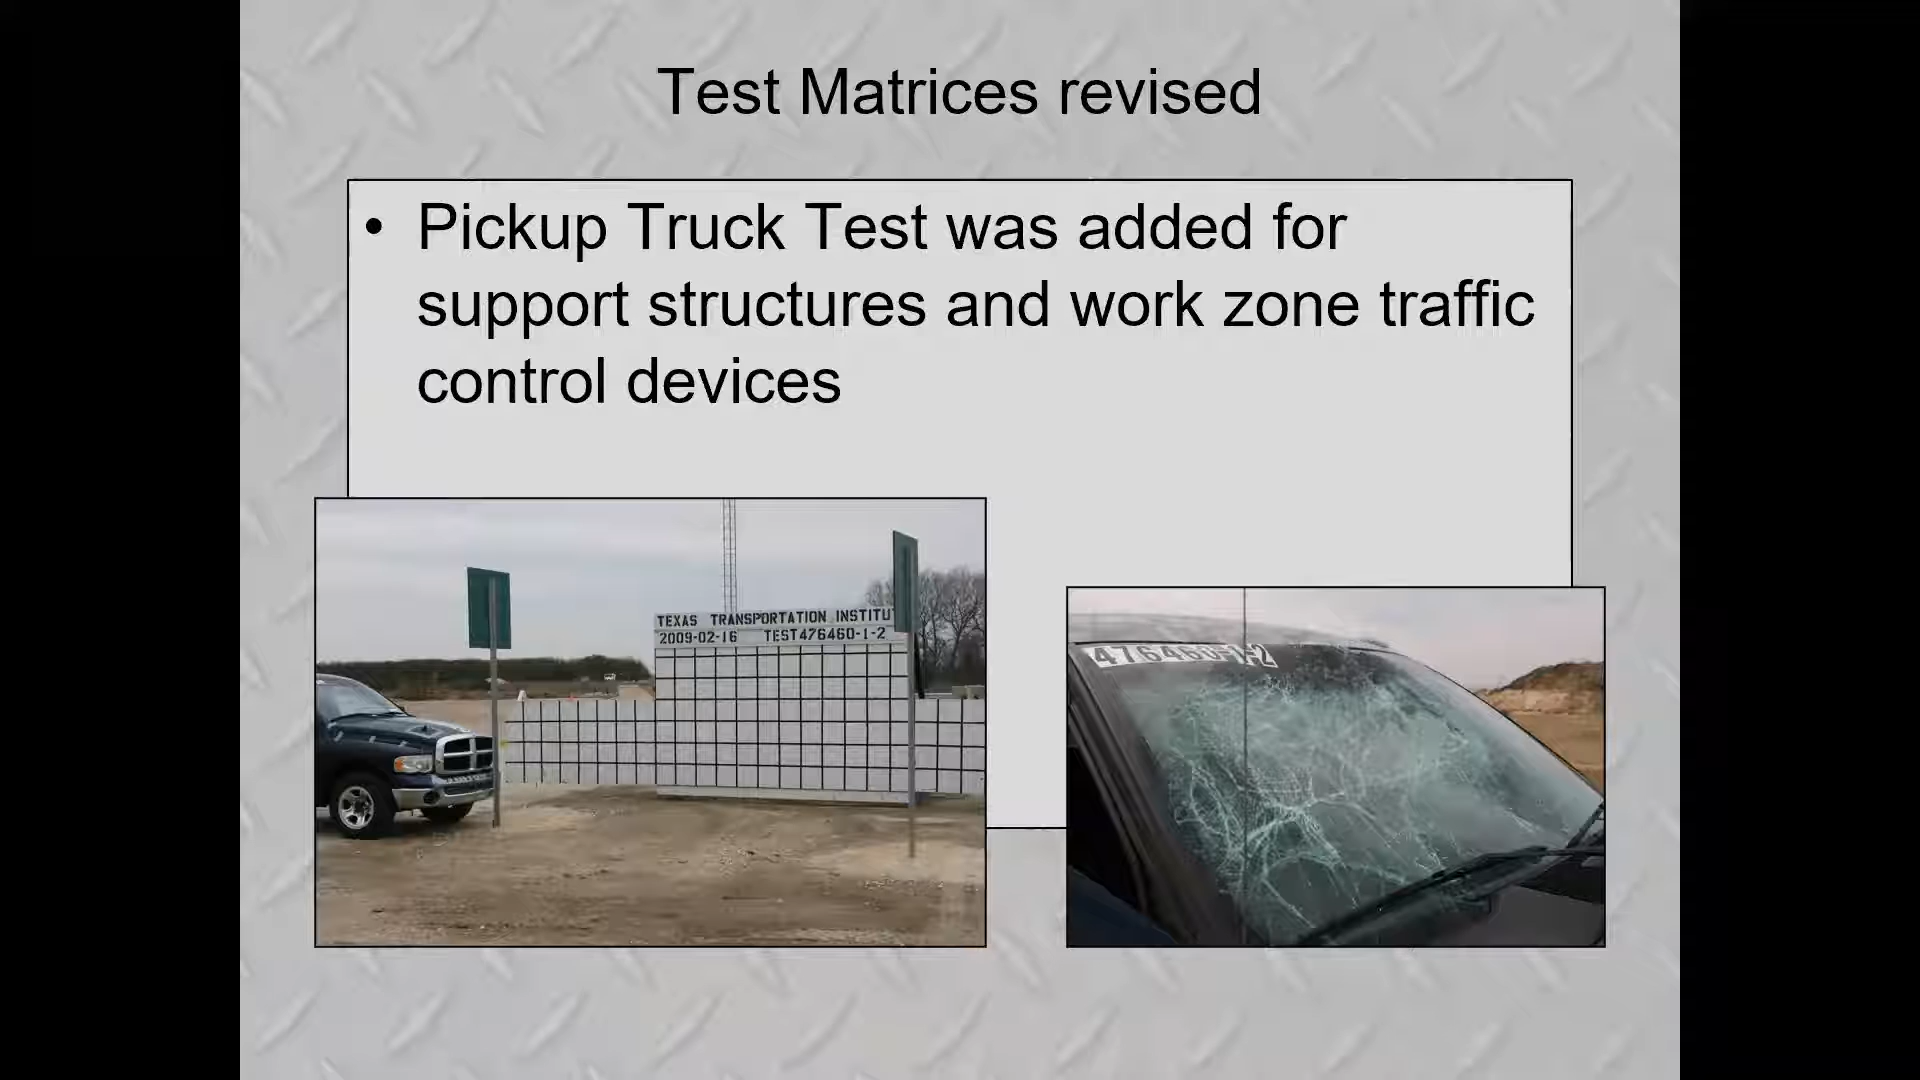 Test Matrices revised
• Pickup Truck Test was added for
support structures and work zone traffic
control devices
TEXAS TRANSPORTATION INSTITU
2009-02-16 TEST476460-1-2
476460-1-2